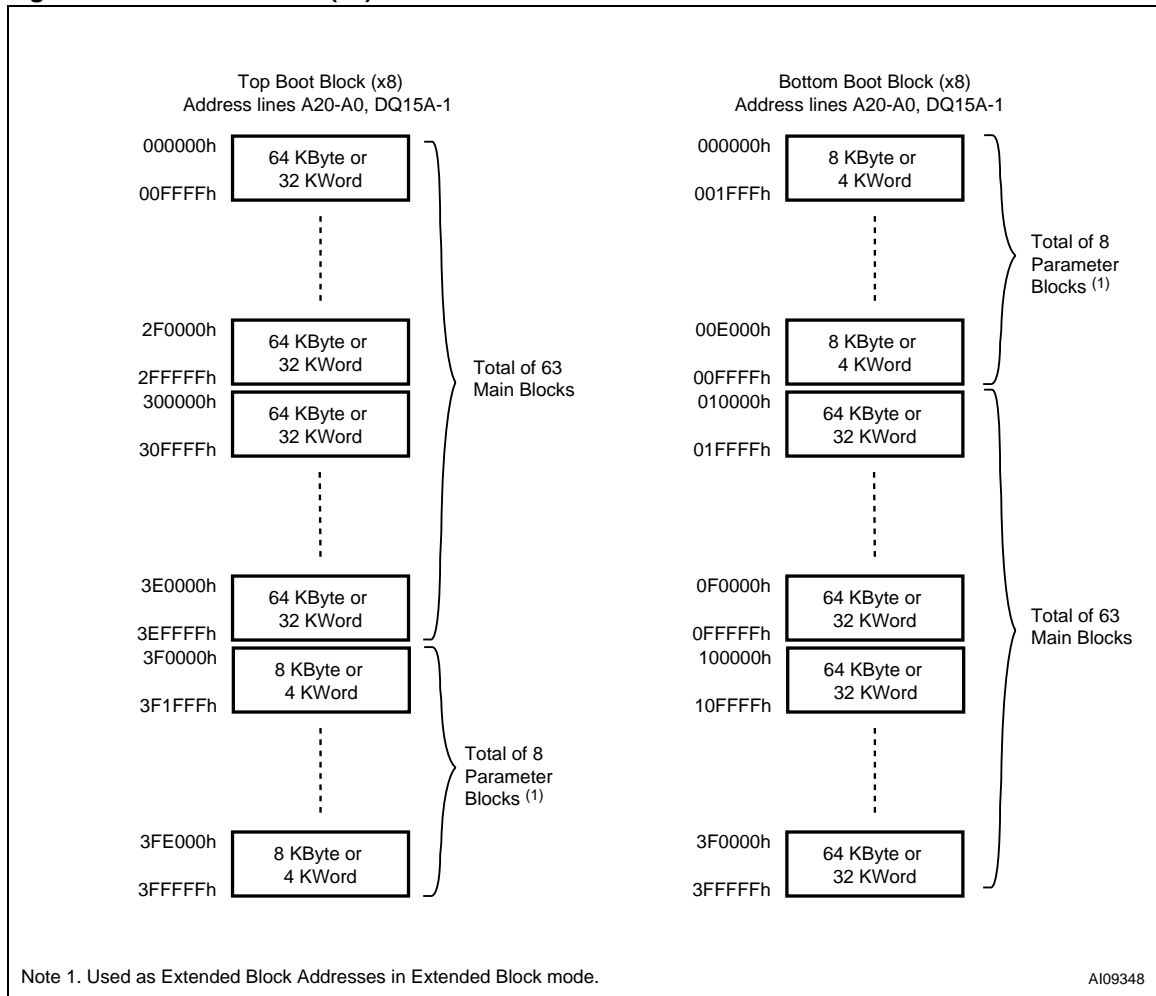 Top Boot Block (x8)
Address lines A20-A0, DQ15A-1
000000h
64 KByte or
32 KWord
00FFFFh
2F0000h
64 KByte or
32 KWord
2FFFFFh
300000h
64 KByte or
32 KWord
30FFFFh
Total of 63
Main Blocks
3E0000h
64 KByte or
32 KWord
3EFFFFh
3F0000h
8 KByte or
4 KWord
3F1FFFh
Total of 8
Parameter
Blocks (1)
3FE000h
8 KByte or
4 KWord
3FFFFFh
Bottom Boot Block (x8)
Address lines A20-A0, DQ15A-1
000000h
8 KByte or
4 KWord
001FFFh
Total of 8
Parameter
Blocks (1)
00E000h
8 KByte or
4 KWord
00FFFFh
010000h
64 KByte or
32 KWord
01FFFFh
0F0000h
64 KByte or
32 KWord
0FFFFFh
Total of 63
Main Blocks
100000h
64 KByte or
32 KWord
10FFFFh
3F0000h
64 KByte or
32 KWord
3FFFFFh
Note 1. Used as Extended Block Addresses in Extended Block mode.
AI09348